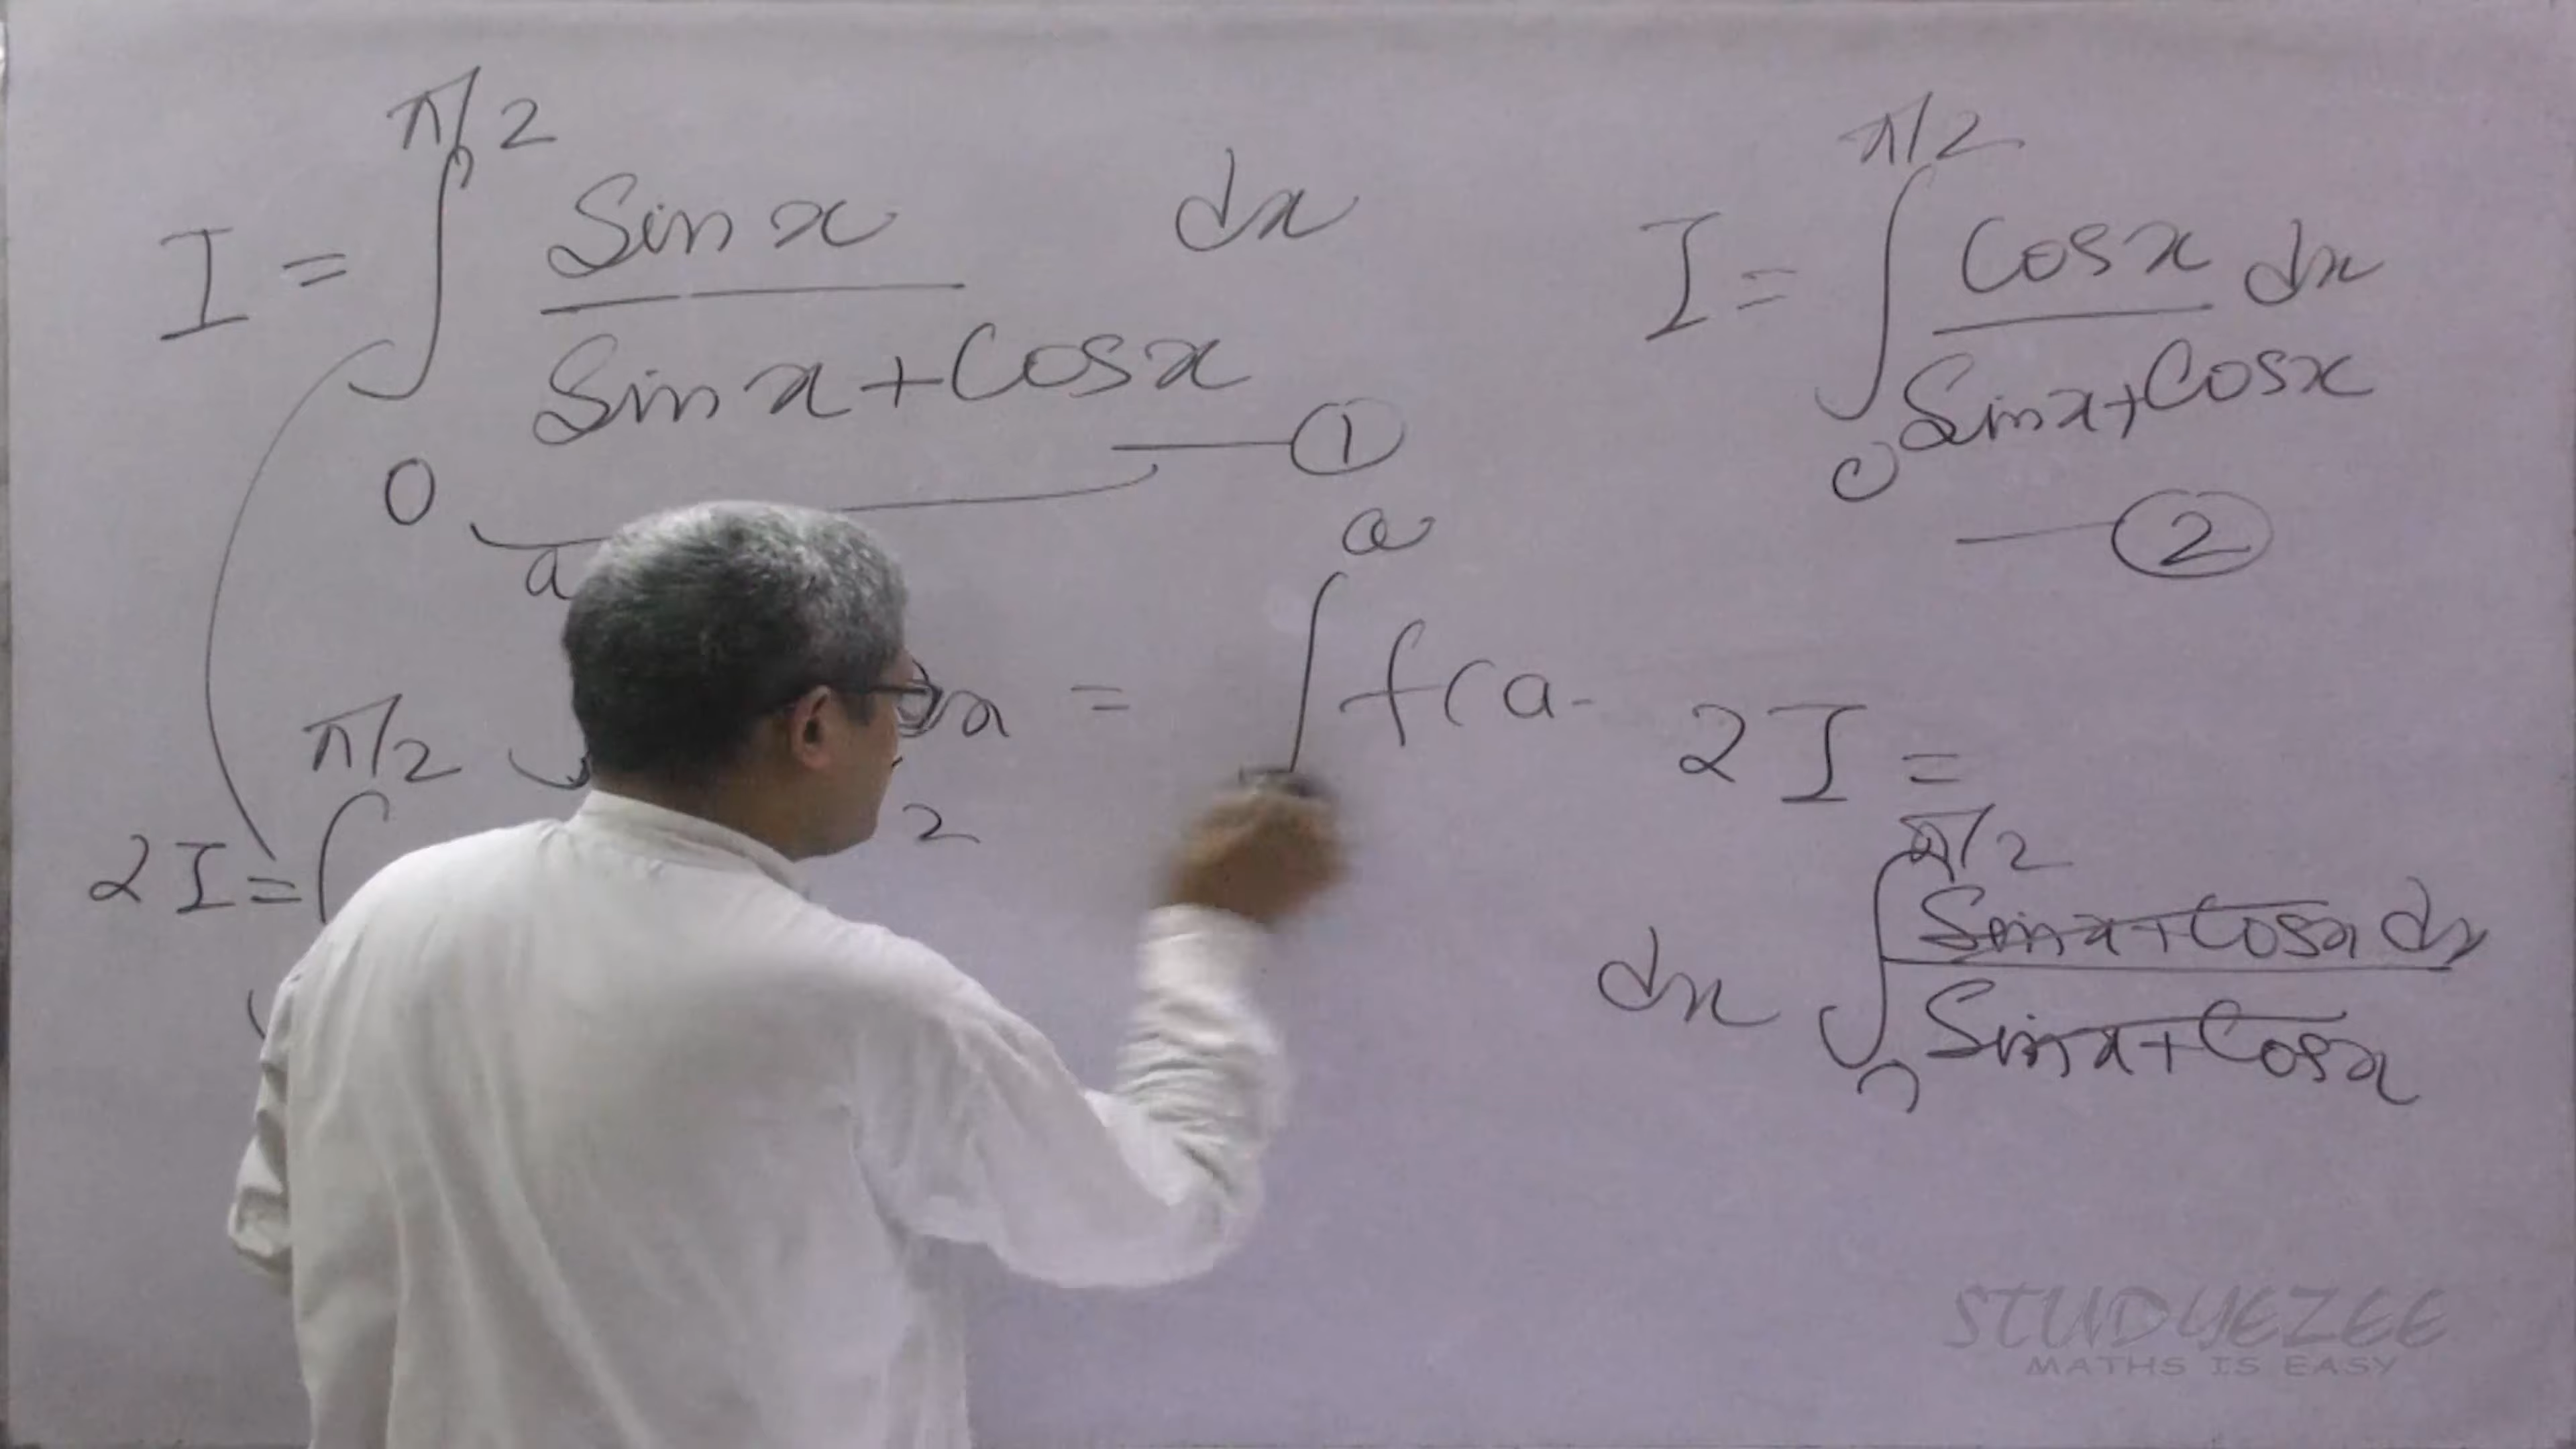 I = ∫ π/2 0 Sin x / Sin x + Cos x dx — ①
a
dx = ∫ a f(a-
π/2
2I = ∫
2
I = ∫ π/2 0 Cos x / Sin x + Cos x dx — ②
2I =
dx ∫ π/2 0 Sin x + Cos x / Sin x + Cos x dx
STUDYEZEE
MATHS IS EASY